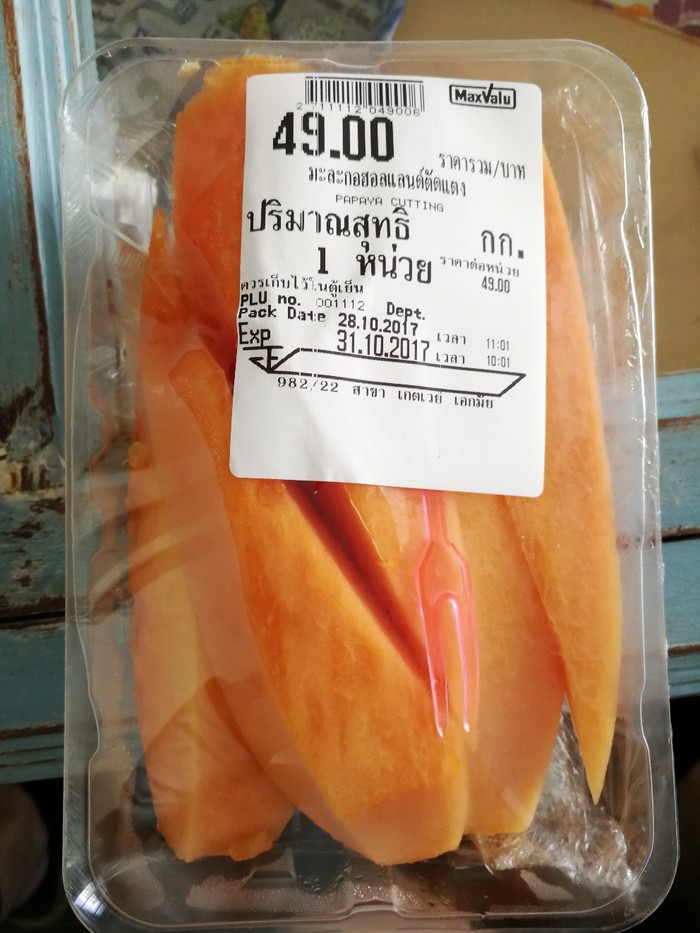 MaxValu
2 711112 049006
49.00
ราคารวม/บาท
มะละกอฮอลแลนด์ตัดแตง
PAPAYA CUTTING
ปริมาณสุทธิ กก.
1 หน่วย ราคาต่อหน่วย
49.00
ควรเก็บไว้ในตู้เย็น
PLU no. 001112 Dept.
Pack Date 28.10.2017 เวลา 11:01
Exp 31.10.2017 เวลา 10:01
982/22 สาขา เกตเวย์ เอกมัย